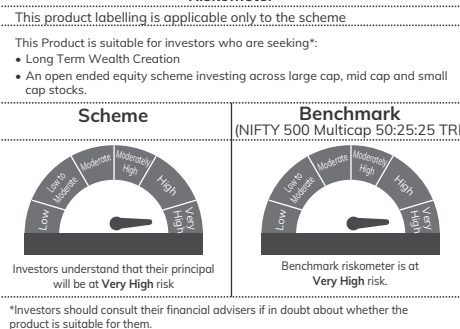 This product labelling is applicable only to the scheme
This Product is suitable for investors who are seeking*:
• Long Term Wealth Creation
• An open ended equity scheme investing across large cap, mid cap and small
cap stocks.
Scheme
Benchmark
(NIFTY 500 Multicap 50:25:25 TRI
Low
Low to
Moderate
Moderate
Moderately
High
High
Very
High
Low
Low to
Moderate
Moderate
Moderately
High
High
Very
High
Investors understand that their principal
will be at Very High risk
Benchmark riskometer is at
Very High risk.
*Investors should consult their financial advisers if in doubt about whether the
product is suitable for them.